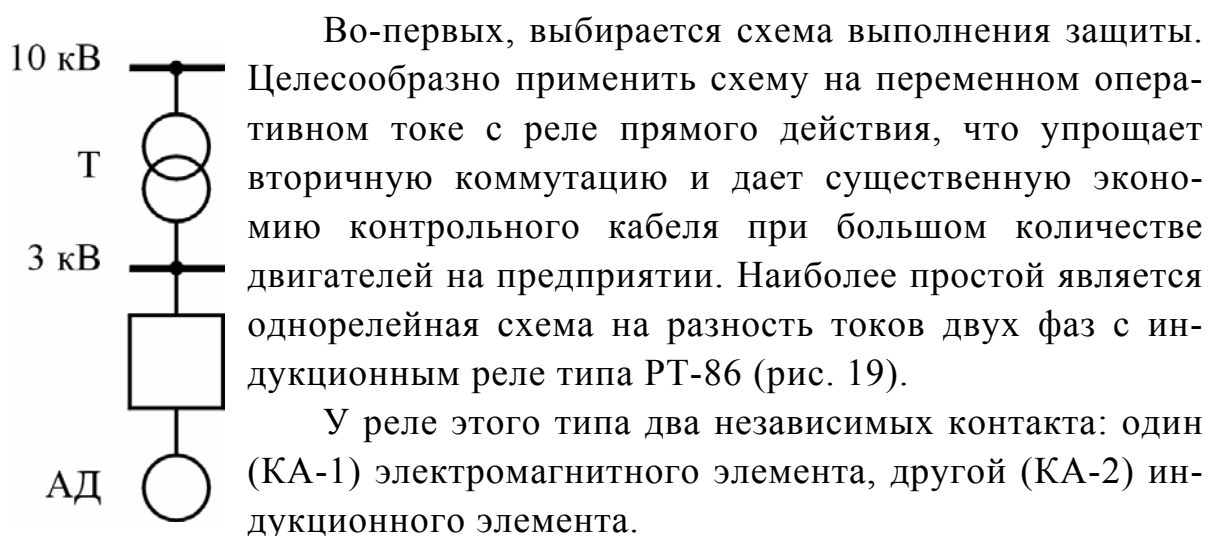 10 кВ
Т
3 кВ
АД
Во-первых, выбирается схема выполнения защиты.
Целесообразно применить схему на переменном опера-
тивном токе с реле прямого действия, что упрощает
вторичную коммутацию и дает существенную эконо-
мию контрольного кабеля при большом количестве
двигателей на предприятии. Наиболее простой является
однорелейная схема на разность токов двух фаз с ин-
дукционным реле типа РТ-86 (рис. 19).
У реле этого типа два независимых контакта: один
(КА-1) электромагнитного элемента, другой (КА-2) ин-
дукционного элемента.